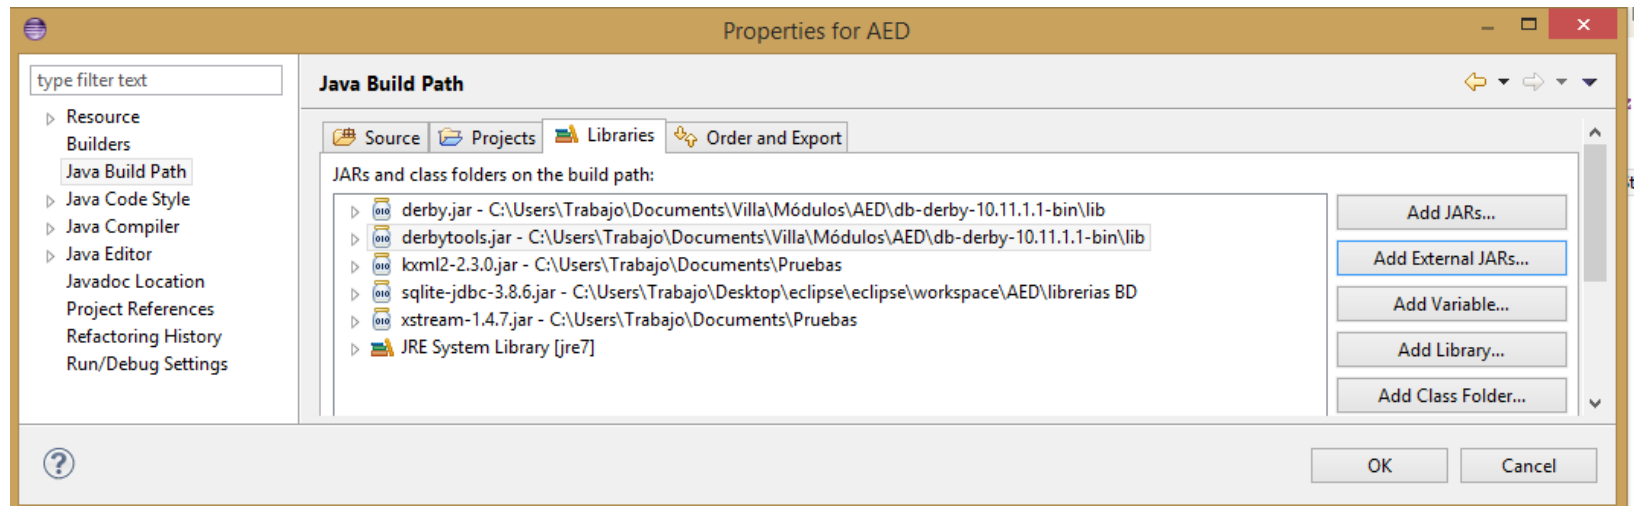 Properties for AED
type filter text
Resource
Builders
Java Build Path
Java Code Style
Java Compiler
Java Editor
Javadoc Location
Project References
Refactoring History
Run/Debug Settings
Java Build Path
Source Projects Libraries Order and Export
JARs and class folders on the build path:
derby.jar - C:\Users\Trabajo\Documents\Villa\Módulos\AED\db-derby-10.11.1.1-bin\lib
derbytools.jar - C:\Users\Trabajo\Documents\Villa\Módulos\AED\db-derby-10.11.1.1-bin\lib
kxml2-2.3.0.jar - C:\Users\Trabajo\Documents\Pruebas
sqlite-jdbc-3.8.6.jar - C:\Users\Trabajo\Desktop\eclipse\eclipse\workspace\AED\librerias BD
xstream-1.4.7.jar - C:\Users\Trabajo\Documents\Pruebas
JRE System Library [jre7]
Add JARs...
Add External JARs...
Add Variable...
Add Library...
Add Class Folder...
OK
Cancel